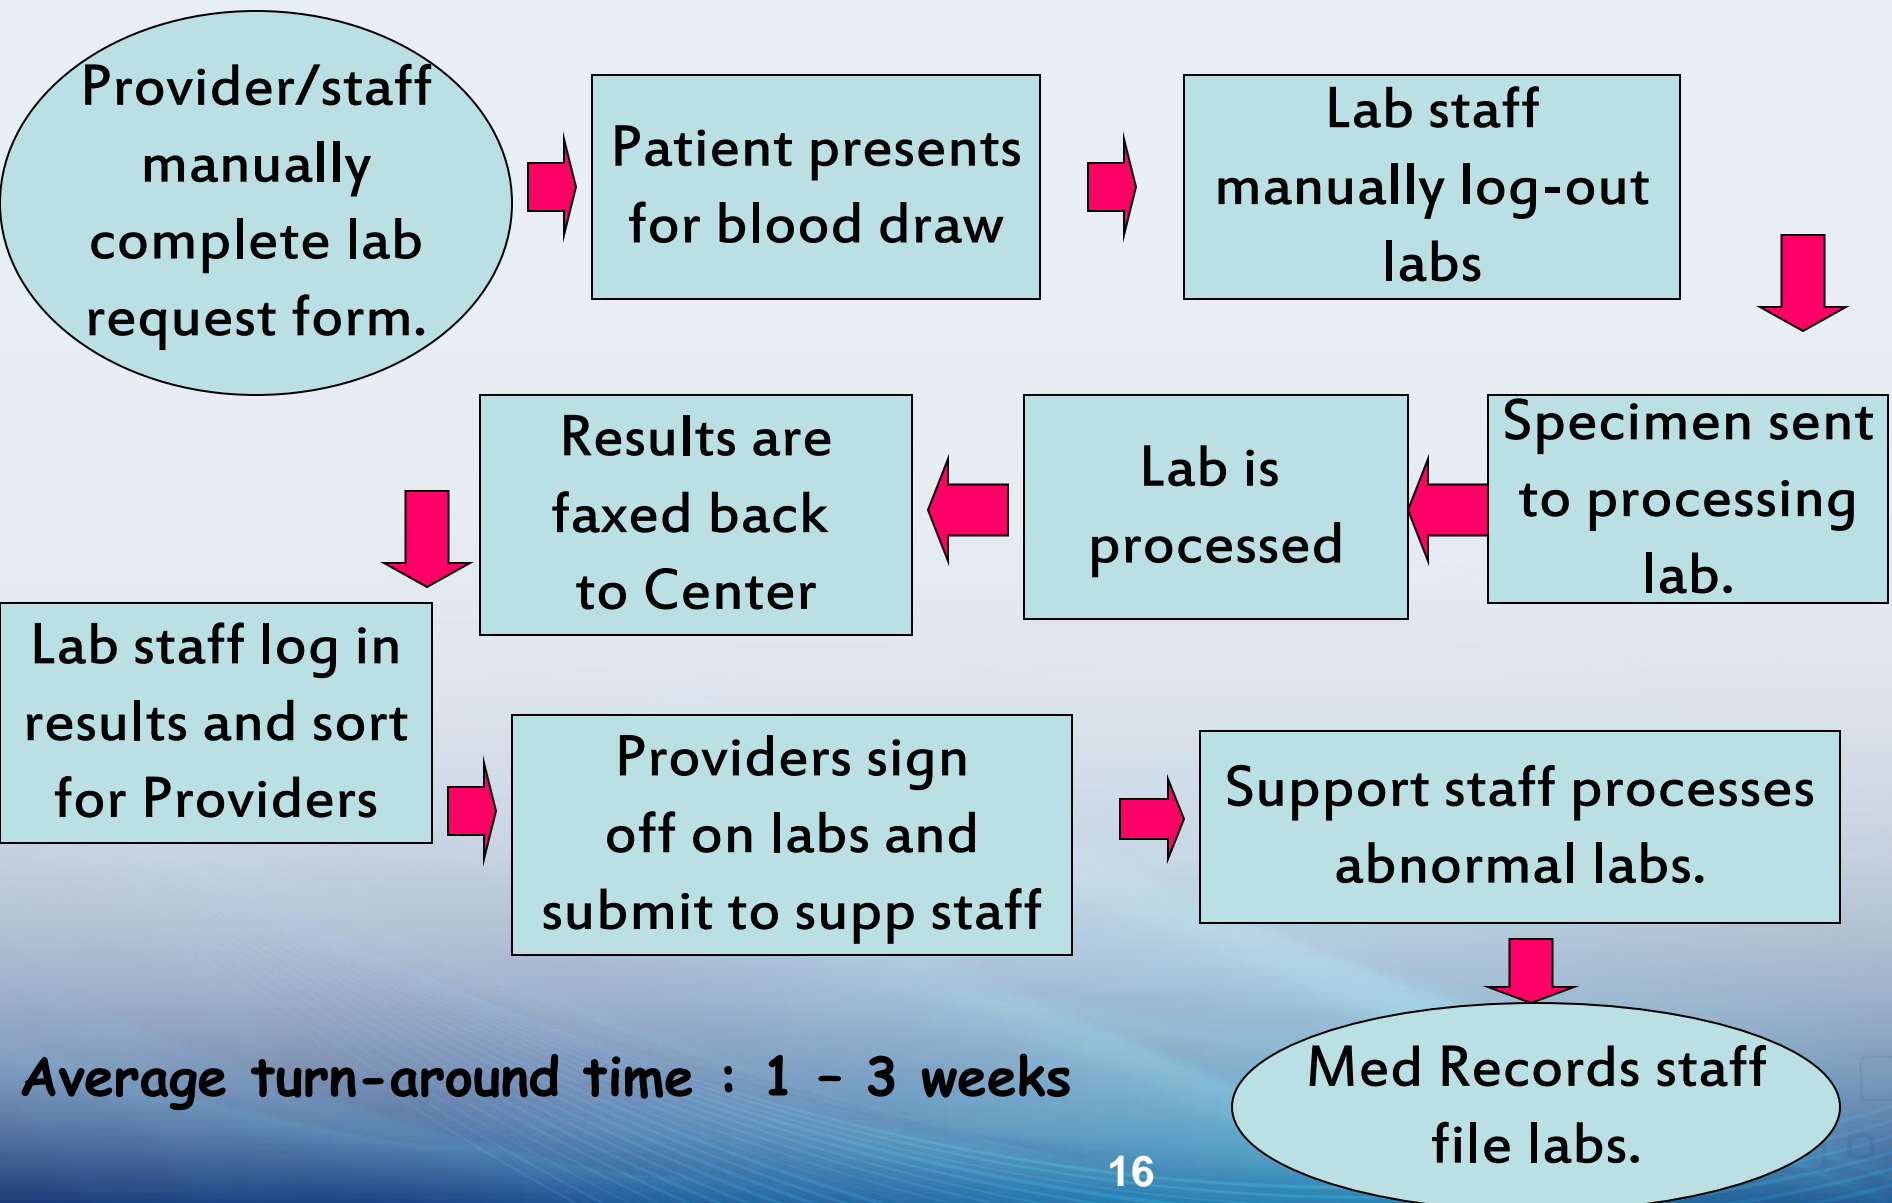 Provider/staff
manually
complete lab
request form.
Patient presents
for blood draw
Lab staff
manually log-out
labs
Specimen sent
to processing
lab.
Lab is
processed
Results are
faxed back
to Center
Lab staff log in
results and sort
for Providers
Providers sign
off on labs and
submit to supp staff
Support staff processes
abnormal labs.
Med Records staff
file labs.
Average turn-around time : 1 – 3 weeks
16